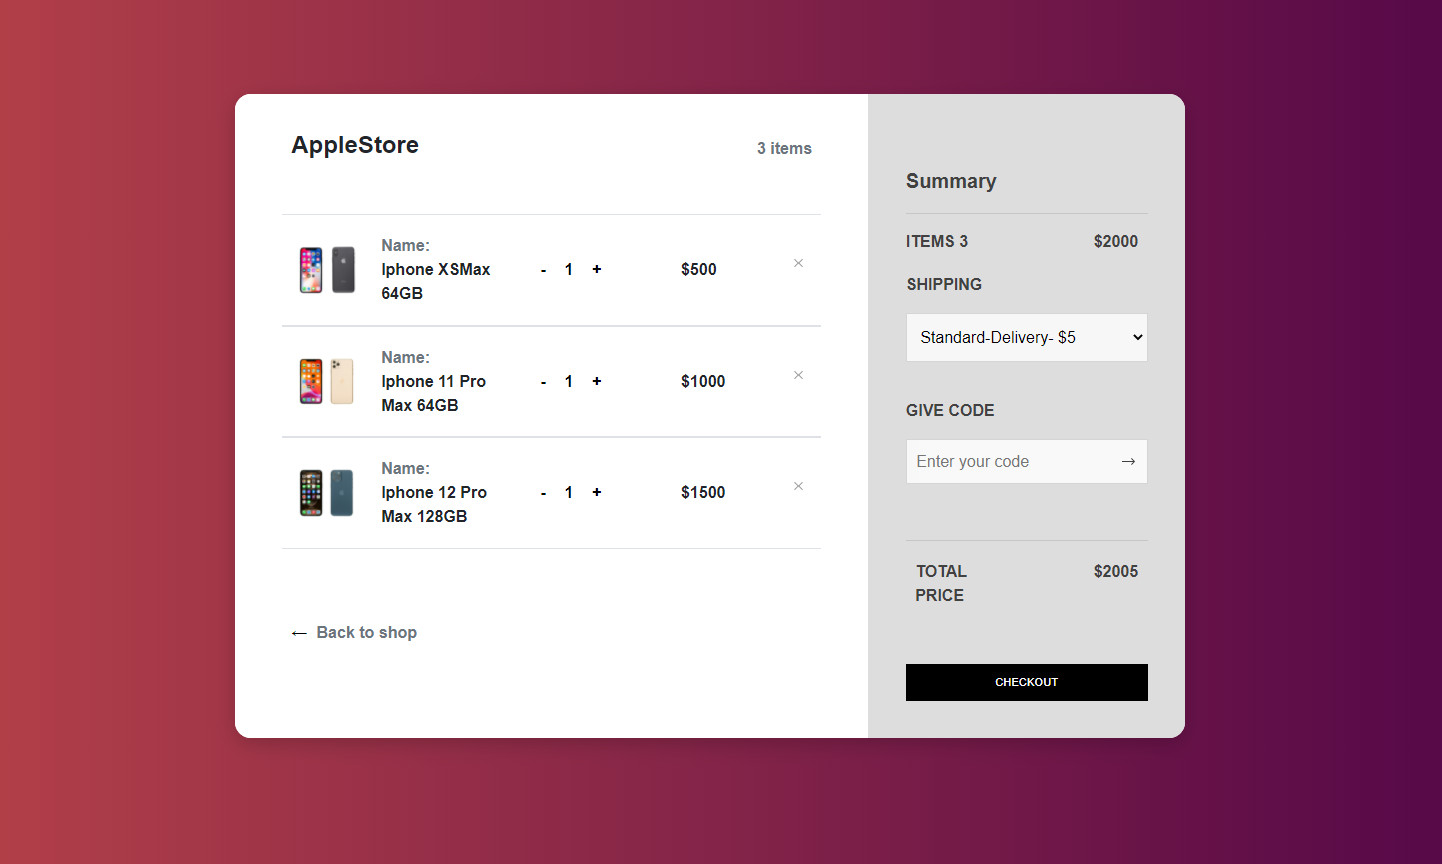 AppleStore
3 items
Name:
Iphone XSMax
64GB
- 1 +
$500
×
Name:
Iphone 11 Pro
Max 64GB
- 1 +
$1000
×
Name:
Iphone 12 Pro
Max 128GB
- 1 +
$1500
×
← Back to shop
Summary
ITEMS 3 $2000
SHIPPING
Standard-Delivery- $5
GIVE CODE
Enter your code →
TOTAL $2005
PRICE
CHECKOUT